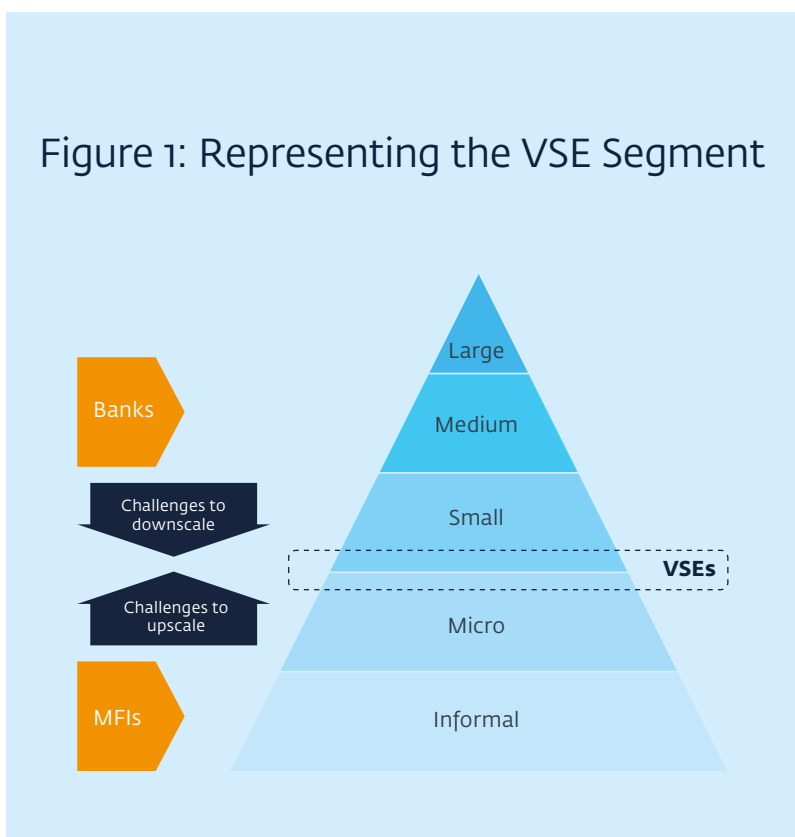 Figure 1: Representing the VSE Segment
Large
Banks
Medium
Challenges to
downscale
Small
VSEs
Challenges to
upscale
Micro
MFIs
Informal